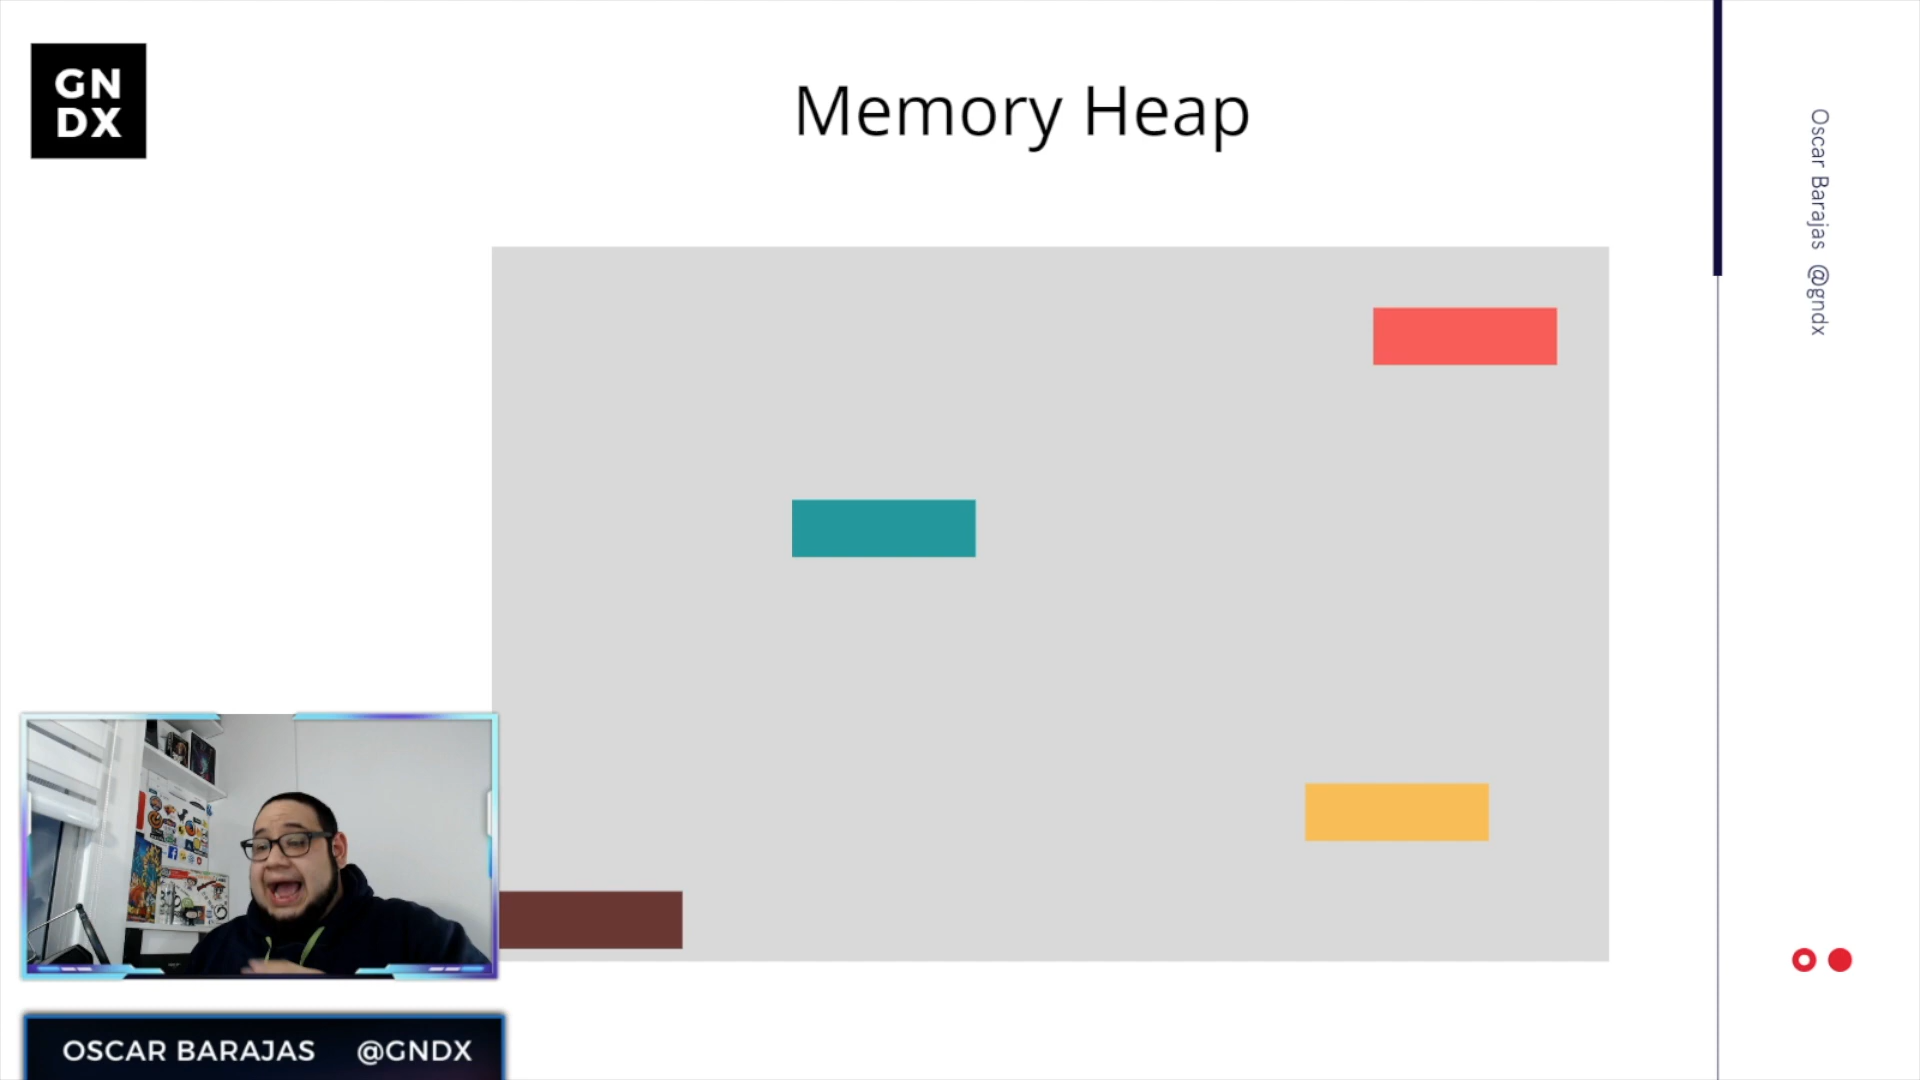 GN
DX
Memory Heap
Oscar Barajas @gndx
OSCAR BARAJAS @GNDX